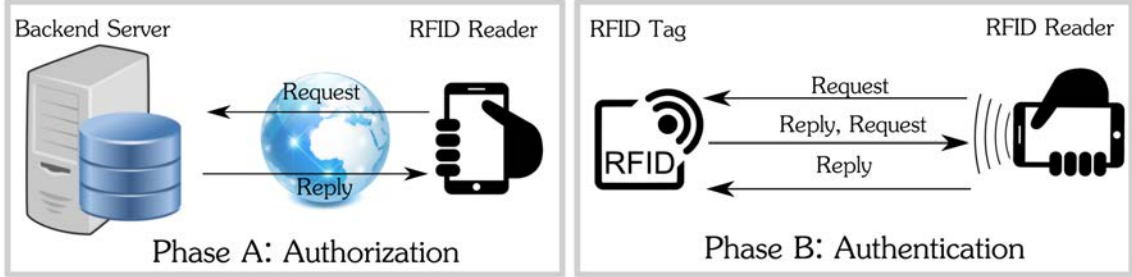 Backend Server
RFID Reader
Request
Reply
Phase A: Authorization
RFID Tag
RFID Reader
Request
Reply, Request
RFID
Reply
Phase B: Authentication